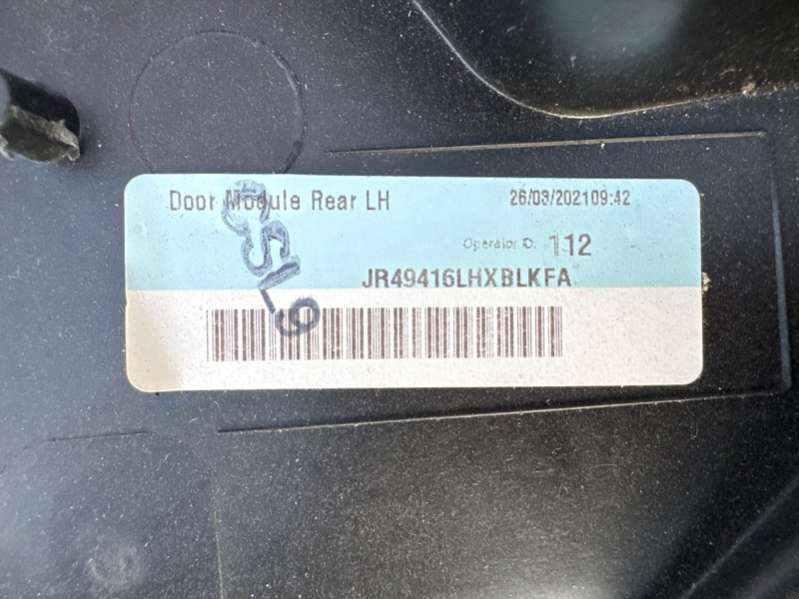 Door Module Rear LH
26/03/202109:42
Operator ID. 112
JR49416LHXBLKFA